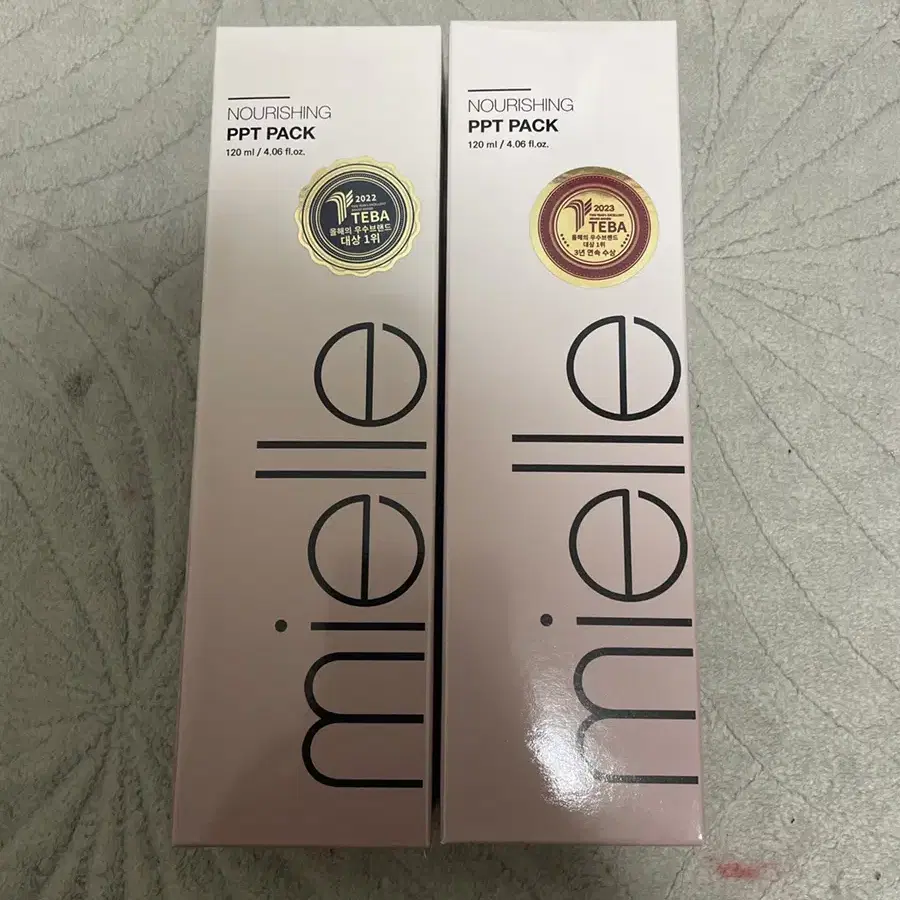 NOURISHING
PPT PACK
120 ml / 4.06 fl.oz.
2022
TEBA
올해의 우수브랜드
대상 1위
mielle
NOURISHING
PPT PACK
120 ml / 4.06 fl.oz.
2023
TEBA
올해의 우수브랜드
대상 1위
3년 연속 수상
mielle